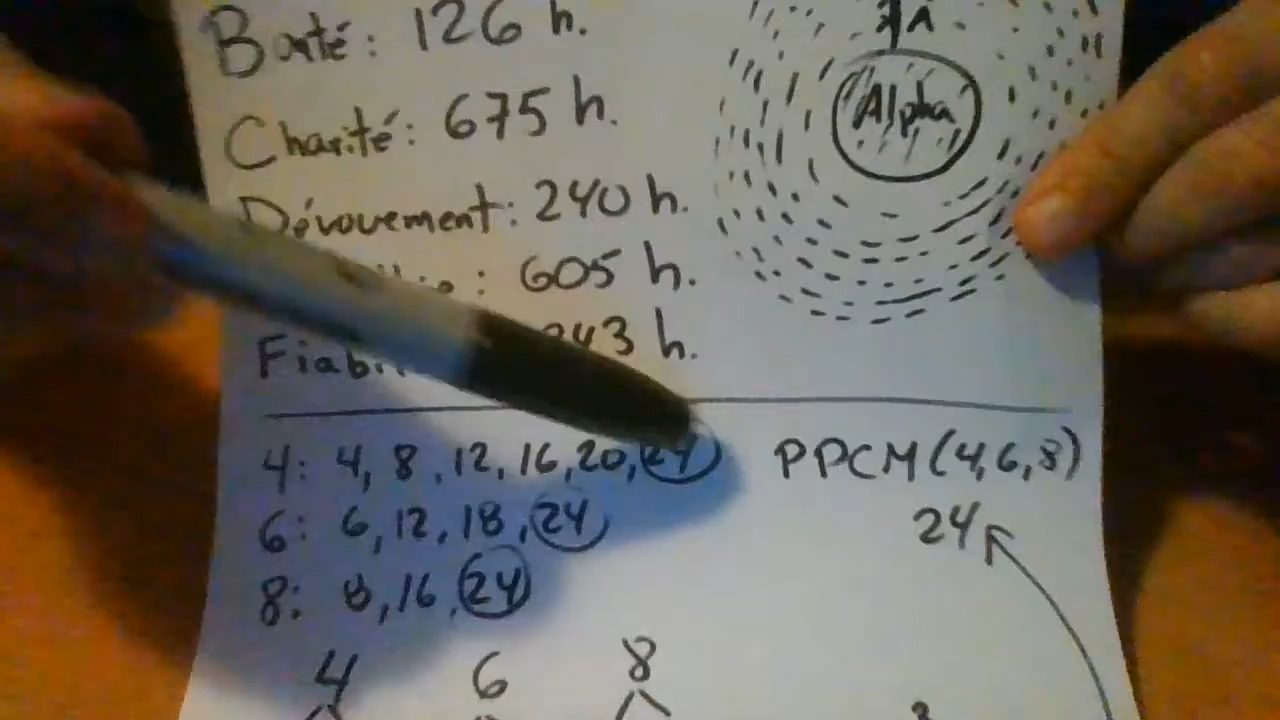 Bonté: 126 h.
Charité: 675 h.
Alpha
Dévouement: 240 h.
: 605 h.
h.
4: 4, 8, 12, 16, 20, 24
PPCM(4,6,8)
6: 6, 12, 18, 24
24
8: 8, 16, 24
4 6 8